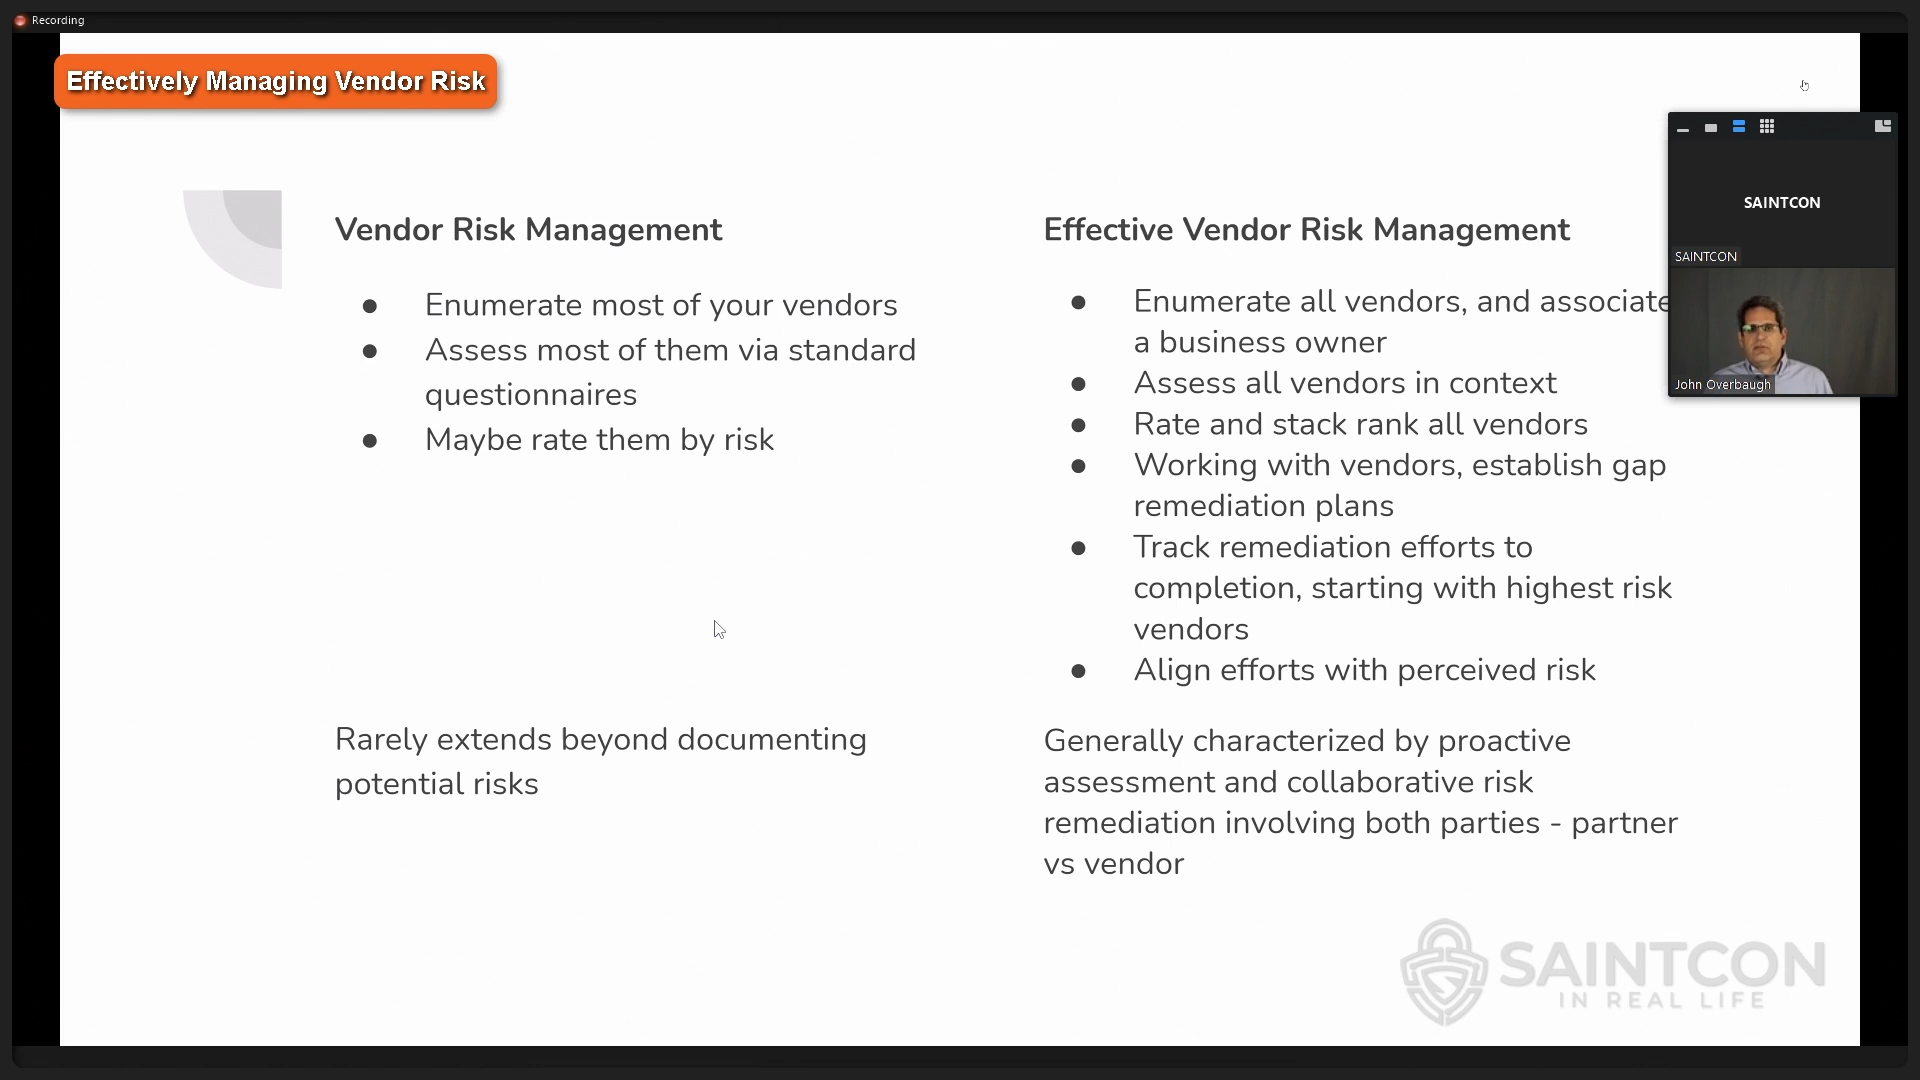 Recording
Effectively Managing Vendor Risk
Vendor Risk Management
● Enumerate most of your vendors
● Assess most of them via standard
questionnaires
● Maybe rate them by risk
Rarely extends beyond documenting
potential risks
Effective Vendor Risk Management
● Enumerate all vendors, and associate
a business owner
● Assess all vendors in context
● Rate and stack rank all vendors
● Working with vendors, establish gap
remediation plans
● Track remediation efforts to
completion, starting with highest risk
vendors
● Align efforts with perceived risk
Generally characterized by proactive
assessment and collaborative risk
remediation involving both parties - partner
vs vendor
SAINTCON
SAINTCON
John Overbaugh
SAINTCON
IN REAL LIFE